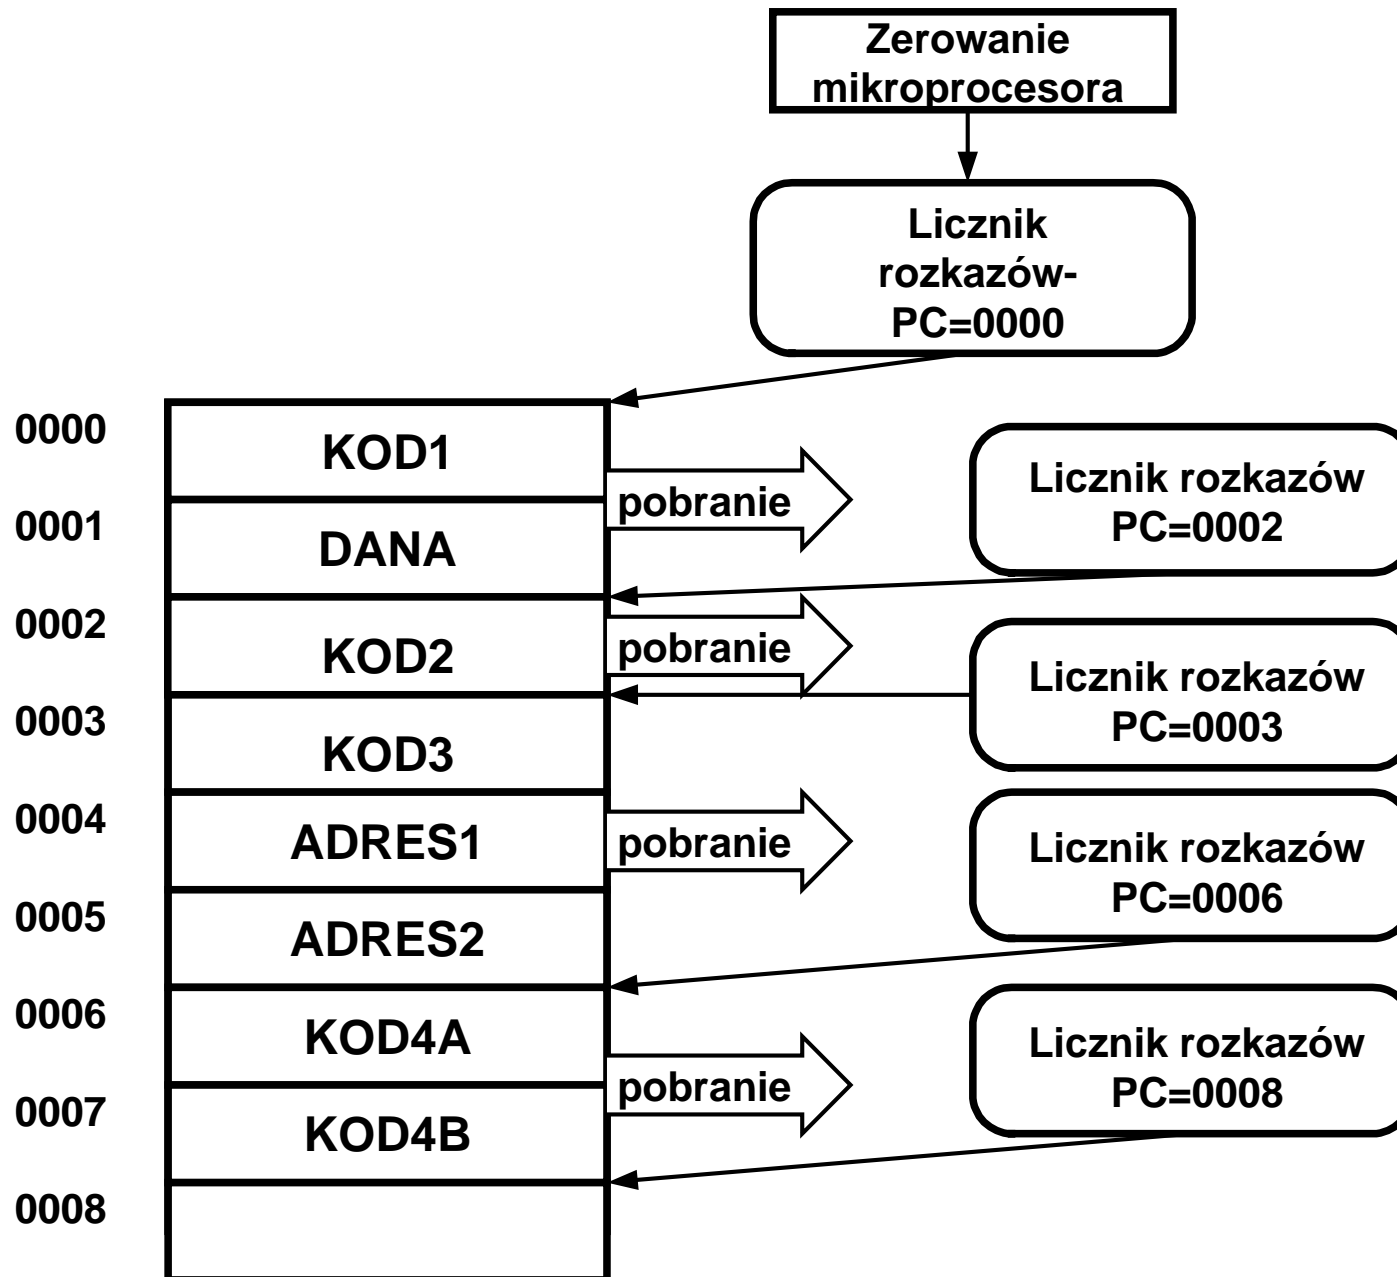 Zerowanie
mikroprocesora
Licznik
rozkazów-
PC=0000
0000
KOD1
pobranie
Licznik rozkazów
PC=0002
0001
DANA
0002
KOD2
pobranie
Licznik rozkazów
PC=0003
0003
KOD3
0004
ADRES1
pobranie
Licznik rozkazów
PC=0006
0005
ADRES2
0006
KOD4A
pobranie
Licznik rozkazów
PC=0008
0007
KOD4B
0008